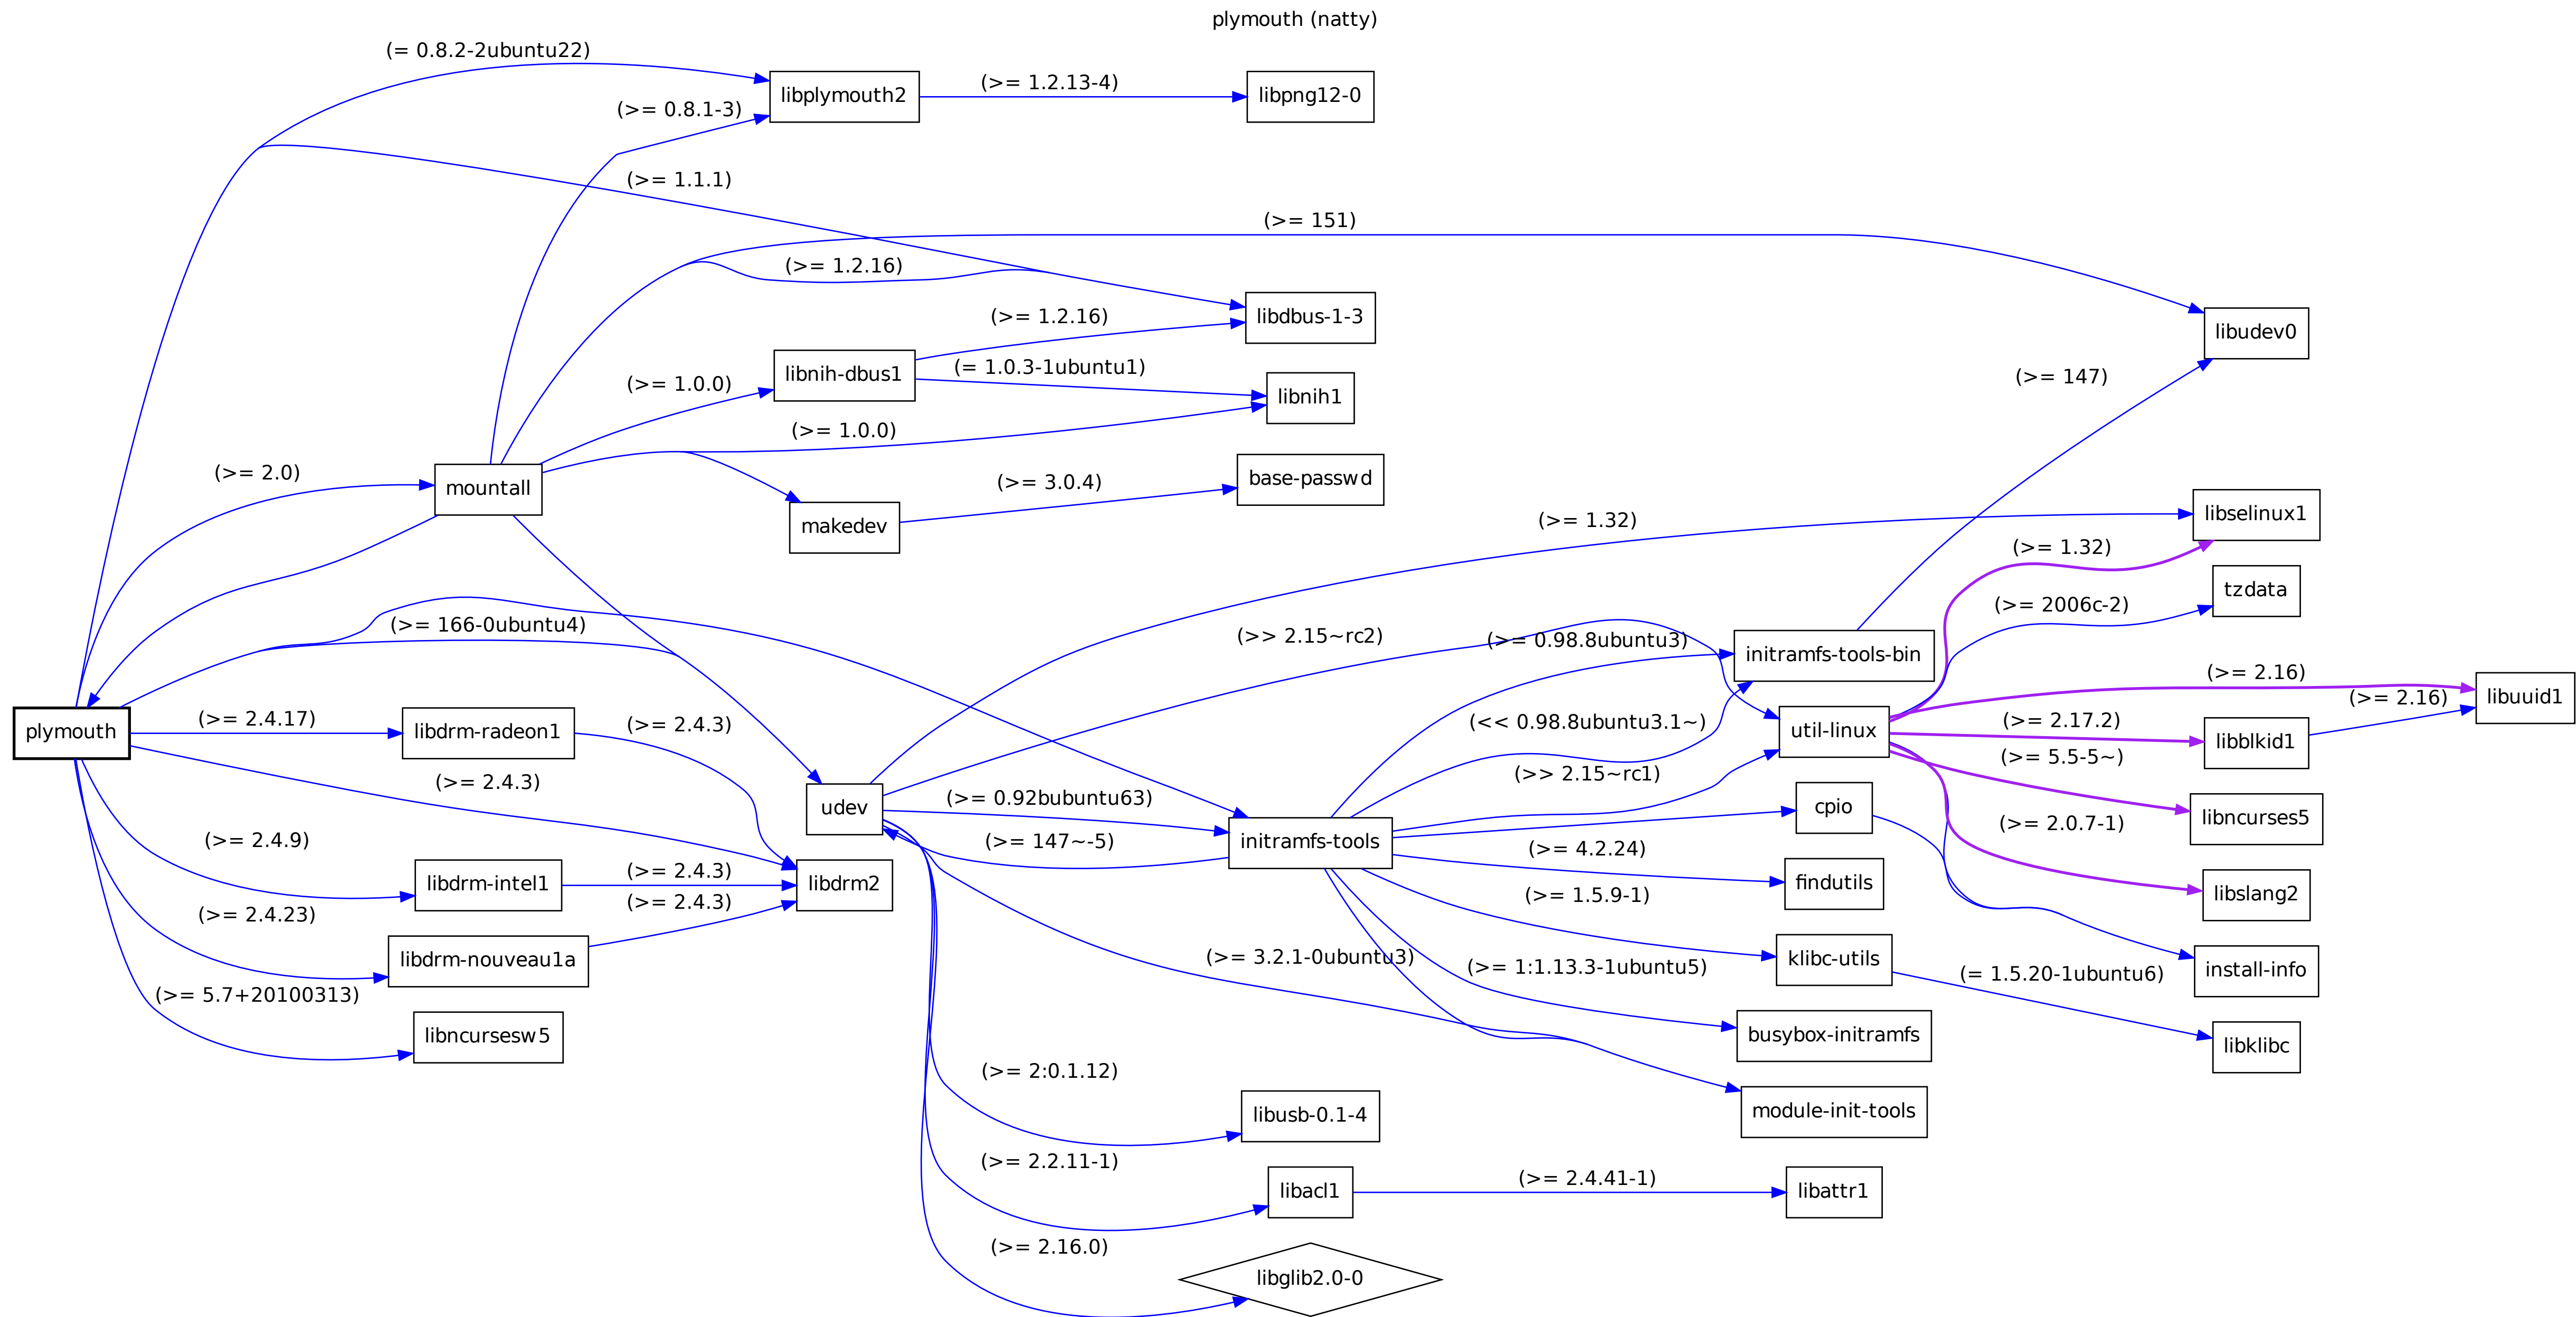 plymouth (natty)
(= 0.8.2-2ubuntu22)
libplymouth2
(>= 1.2.13-4)
libpng12-0
(>= 0.8.1-3)
(>= 1.1.1)
(>= 151)
(>= 1.2.16)
(>= 1.2.16)
libdbus-1-3
libudev0
libnih-dbus1
(= 1.0.3-1ubuntu1)
(>= 1.0.0)
libnih1
(>= 147)
(>= 1.0.0)
(>= 2.0)
mountall
(>= 3.0.4)
base-passwd
makedev
(>= 1.32)
libselinux1
(>= 1.32)
tzdata
(>= 2006c-2)
(>= 166-0ubuntu4)
(>> 2.15~rc2)
(>= 0.98.8ubuntu3)
initramfs-tools-bin
(>= 2.16)
(>= 2.16)
libuuid1
plymouth
(>= 2.4.17)
libdrm-radeon1
(>= 2.4.3)
(<< 0.98.8ubuntu3.1~)
util-linux
(>= 2.17.2)
libblkid1
(>= 5.5-5~)
(>= 2.4.3)
(>> 2.15~rc1)
udev
(>= 0.92bubuntu63)
cpio
libncurses5
(>= 2.0.7-1)
(>= 2.4.9)
(>= 147~-5)
initramfs-tools
(>= 4.2.24)
libdrm-intel1
(>= 2.4.3)
libdrm2
findutils
libslang2
(>= 2.4.23)
(>= 2.4.3)
(>= 1.5.9-1)
libdrm-nouveau1a
(>= 3.2.1-0ubuntu3)
(>= 1:1.13.3-1ubuntu5)
klibc-utils
(= 1.5.20-1ubuntu6)
install-info
(>= 5.7+20100313)
libncursesw5
busybox-initramfs
libklibc
(>= 2:0.1.12)
libusb-0.1-4
module-init-tools
(>= 2.2.11-1)
libacl1
(>= 2.4.41-1)
libattr1
(>= 2.16.0)
libglib2.0-0